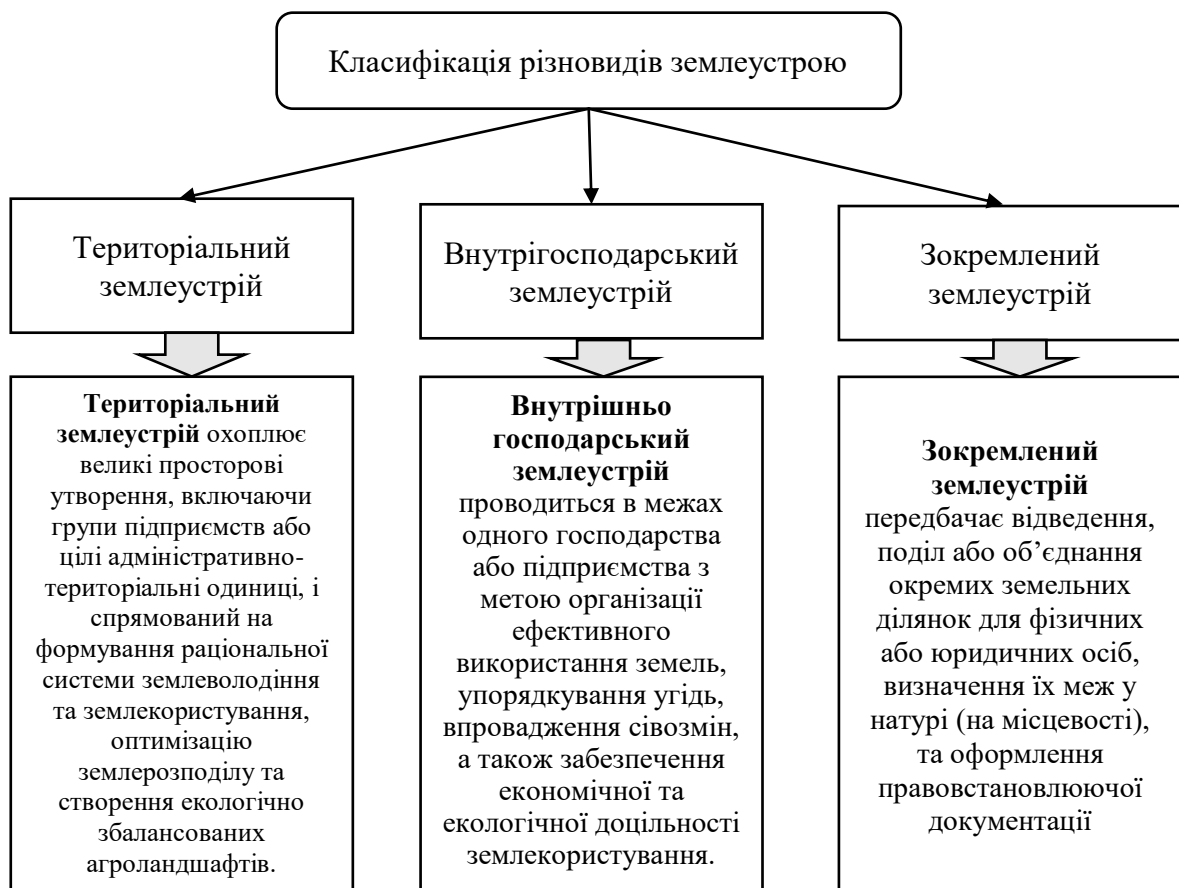 Класифікація різновидів землеустрою
Територіальний
землеустрій
Внутрігосподарський
землеустрій
Зокремлений
землеустрій
Територіальний
землеустрій охоплює
великі просторові
утворення, включаючи
групи підприємств або
цілі адміністративно-
територіальні одиниці, і
спрямований на
формування раціональної
системи землеволодіння
та землекористування,
оптимізацію
землерозподілу та
створення екологічно
збалансованих
агроландшафтів.
Внутрішньо
господарський
землеустрій
проводиться в межах
одного господарства
або підприємства з
метою організації
ефективного
використання земель,
упорядкування угідь,
впровадження сівозмін,
а також забезпечення
економічної та
екологічної доцільності
землекористування.
Зокремлений
землеустрій
передбачає відведення,
поділ або об’єднання
окремих земельних
ділянок для фізичних
або юридичних осіб,
визначення їх меж у
натурі (на місцевості),
та оформлення
правовстановлюючої
документації